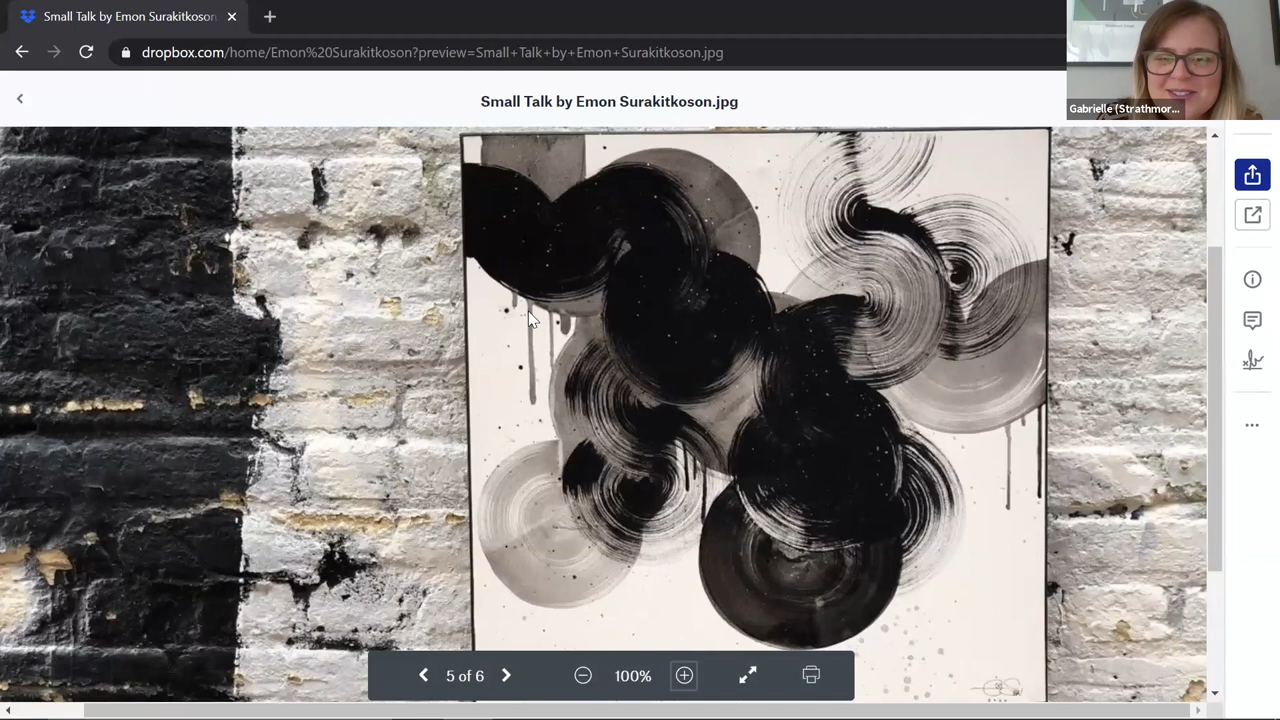 Small Talk by Emon Surakitkoson
dropbox.com/home/Emon%20Surakitkoson?preview=Small+Talk+by+Emon+Surakitkoson.jpg
Small Talk by Emon Surakitkoson.jpg
Gabrielle (Strathmor...
5 of 6
100%